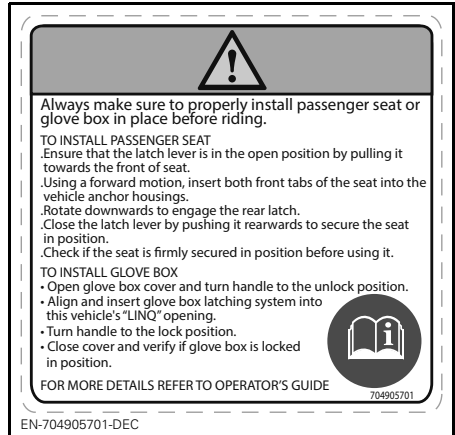 Always make sure to properly install passenger seat or
glove box in place before riding.
TO INSTALL PASSENGER SEAT
.Ensure that the latch lever is in the open position by pulling it
towards the front of seat.
.Using a forward motion, insert both front tabs of the seat into the
vehicle anchor housings.
.Rotate downwards to engage the rear latch.
.Close the latch lever by pushing it rearwards to secure the seat
in position.
.Check if the seat is firmly secured in position before using it.
TO INSTALL GLOVE BOX
• Open glove box cover and turn handle to the unlock position.
• Align and insert glove box latching system into
this vehicle's "LINQ" opening.
• Turn handle to the lock position.
• Close cover and verify if glove box is locked
in position.
FOR MORE DETAILS REFER TO OPERATOR'S GUIDE
704905701
EN-704905701-DEC